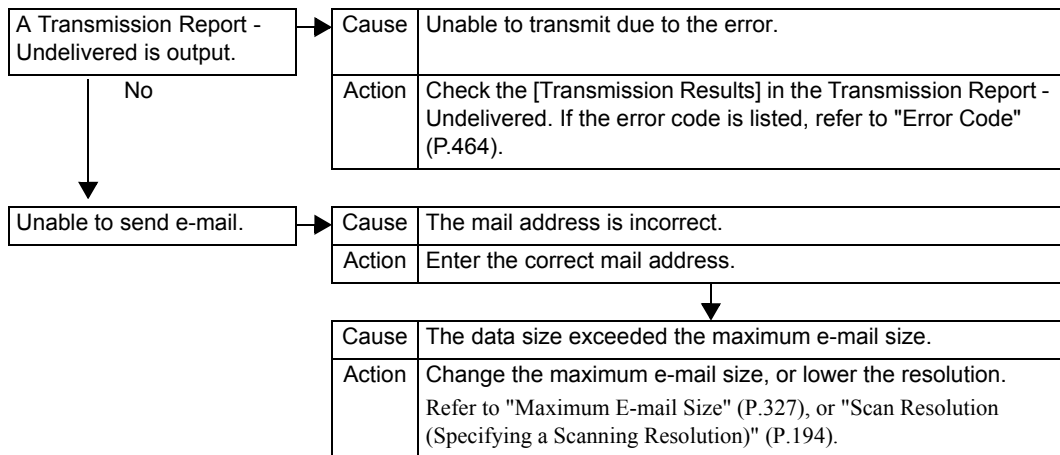 A Transmission Report -
Undelivered is output.
Cause
Unable to transmit due to the error.
No
Action
Check the [Transmission Results] in the Transmission Report -
Undelivered. If the error code is listed, refer to "Error Code"
(P.464).
Unable to send e-mail.
Cause
The mail address is incorrect.
Action
Enter the correct mail address.
Cause
The data size exceeded the maximum e-mail size.
Action
Change the maximum e-mail size, or lower the resolution.
Refer to "Maximum E-mail Size" (P.327), or "Scan Resolution
(Specifying a Scanning Resolution)" (P.194).